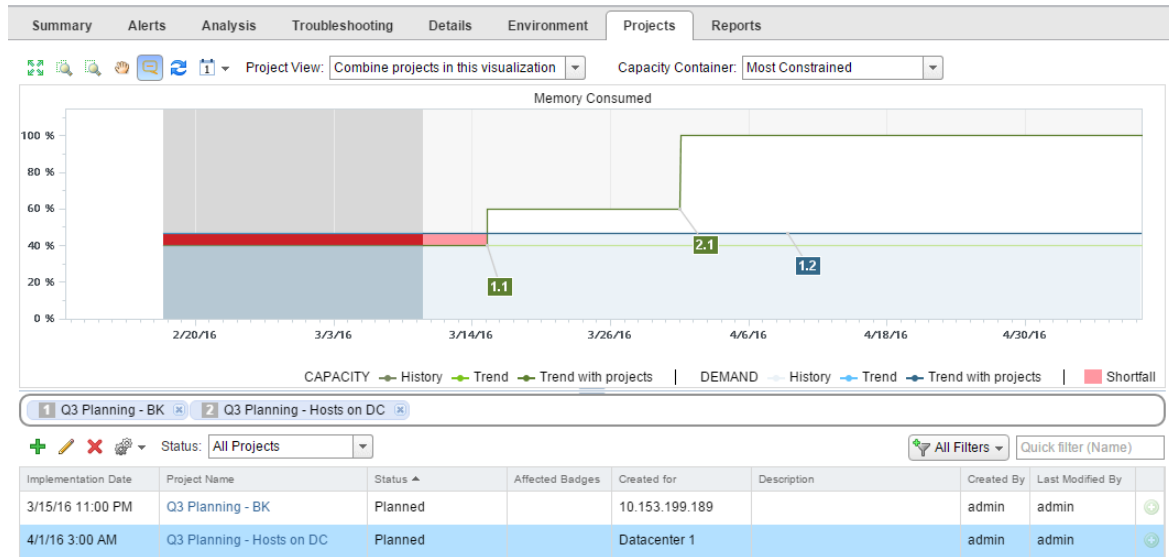 Summary Alerts Analysis Troubleshooting Details Environment Projects Reports
1 Project View: Combine projects in this visualization Capacity Container: Most Constrained
Memory Consumed
100 %
80 %
60 %
40 %
20 %
0 %
2.1
1.2
1.1
2/20/16 3/3/16 3/14/16 3/26/16 4/6/16 4/18/16 4/30/16
CAPACITY History Trend Trend with projects DEMAND History Trend Trend with projects Shortfall
1 Q3 Planning - BK 2 Q3 Planning - Hosts on DC
Status: All Projects All Filters Quick filter (Name)
Implementation Date Project Name Status Affected Badges Created for Description Created By Last Modified By
3/15/16 11:00 PM Q3 Planning - BK Planned 10.153.199.189 admin admin
4/1/16 3:00 AM Q3 Planning - Hosts on DC Planned Datacenter 1 admin admin